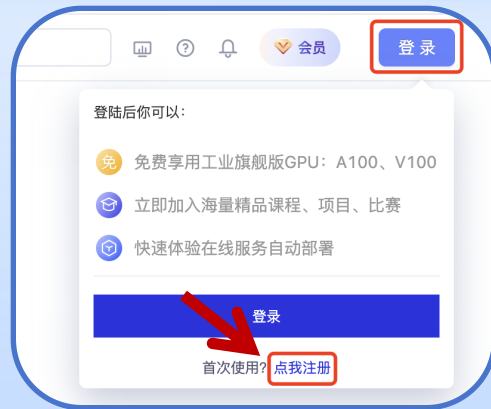 会员
登 录
登陆后你可以：
免 免费享用工业旗舰版GPU：A100、V100
立即加入海量精品课程、项目、比赛
快速体验在线服务自动部署
登录
首次使用?点我注册